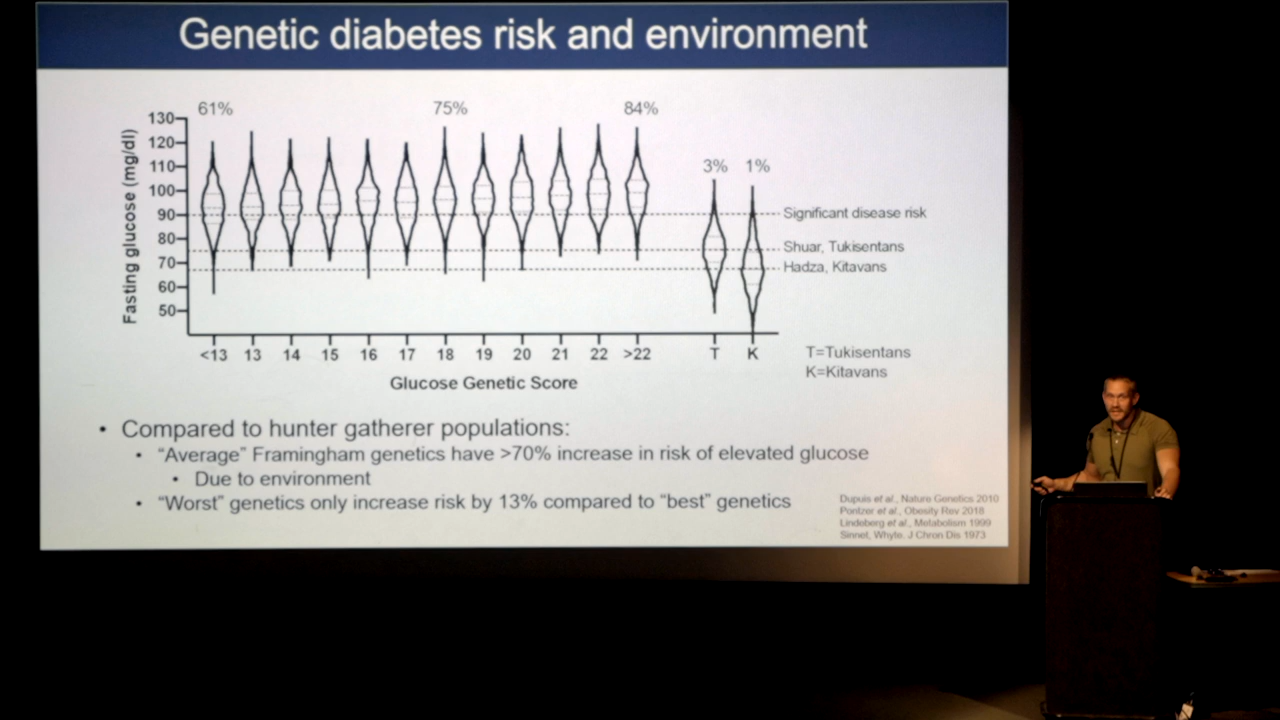 Genetic diabetes risk and environment
61% 75% 84%
3% 1%
Fasting glucose (mg/dl)
130
120
110
100
90
80
70
60
50
Significant disease risk
Shuar, Tukisentans
Hadza, Kitavans
<13 13 14 15 16 17 18 19 20 21 22 >22 T K
Glucose Genetic Score
T=Tukisentans
K=Kitavans
• Compared to hunter gatherer populations:
• “Average” Framingham genetics have >70% increase in risk of elevated glucose
• Due to environment
• “Worst” genetics only increase risk by 13% compared to “best” genetics
Dupuis et al., Nature Genetics 2010
Pontzer et al., Obesity Rev 2018
Lindeberg et al., Metabolism 1999
Sinnet, Whyte. J Chron Dis 1973